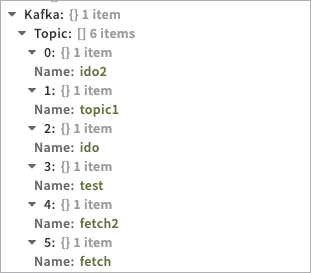 Kafka: {} 1 item
Topic: [] 6 items
0: {} 1 item
Name: ido2
1: {} 1 item
Name: topic1
2: {} 1 item
Name: ido
3: {} 1 item
Name: test
4: {} 1 item
Name: fetch2
5: {} 1 item
Name: fetch